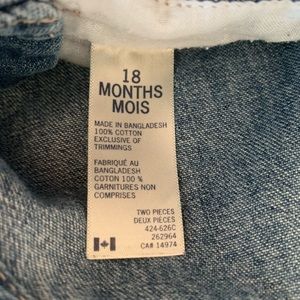 18
MONTHS
MOIS
MADE IN BANGLADESH
100% COTTON
EXCLUSIVE OF
TRIMMINGS
FABRIQUÉ AU
BANGLADESH
COTON 100 %
GARNITURES NON
COMPRISES
TWO PIECES
DEUX PIÈCES
424-626C
262964
CA# 14974